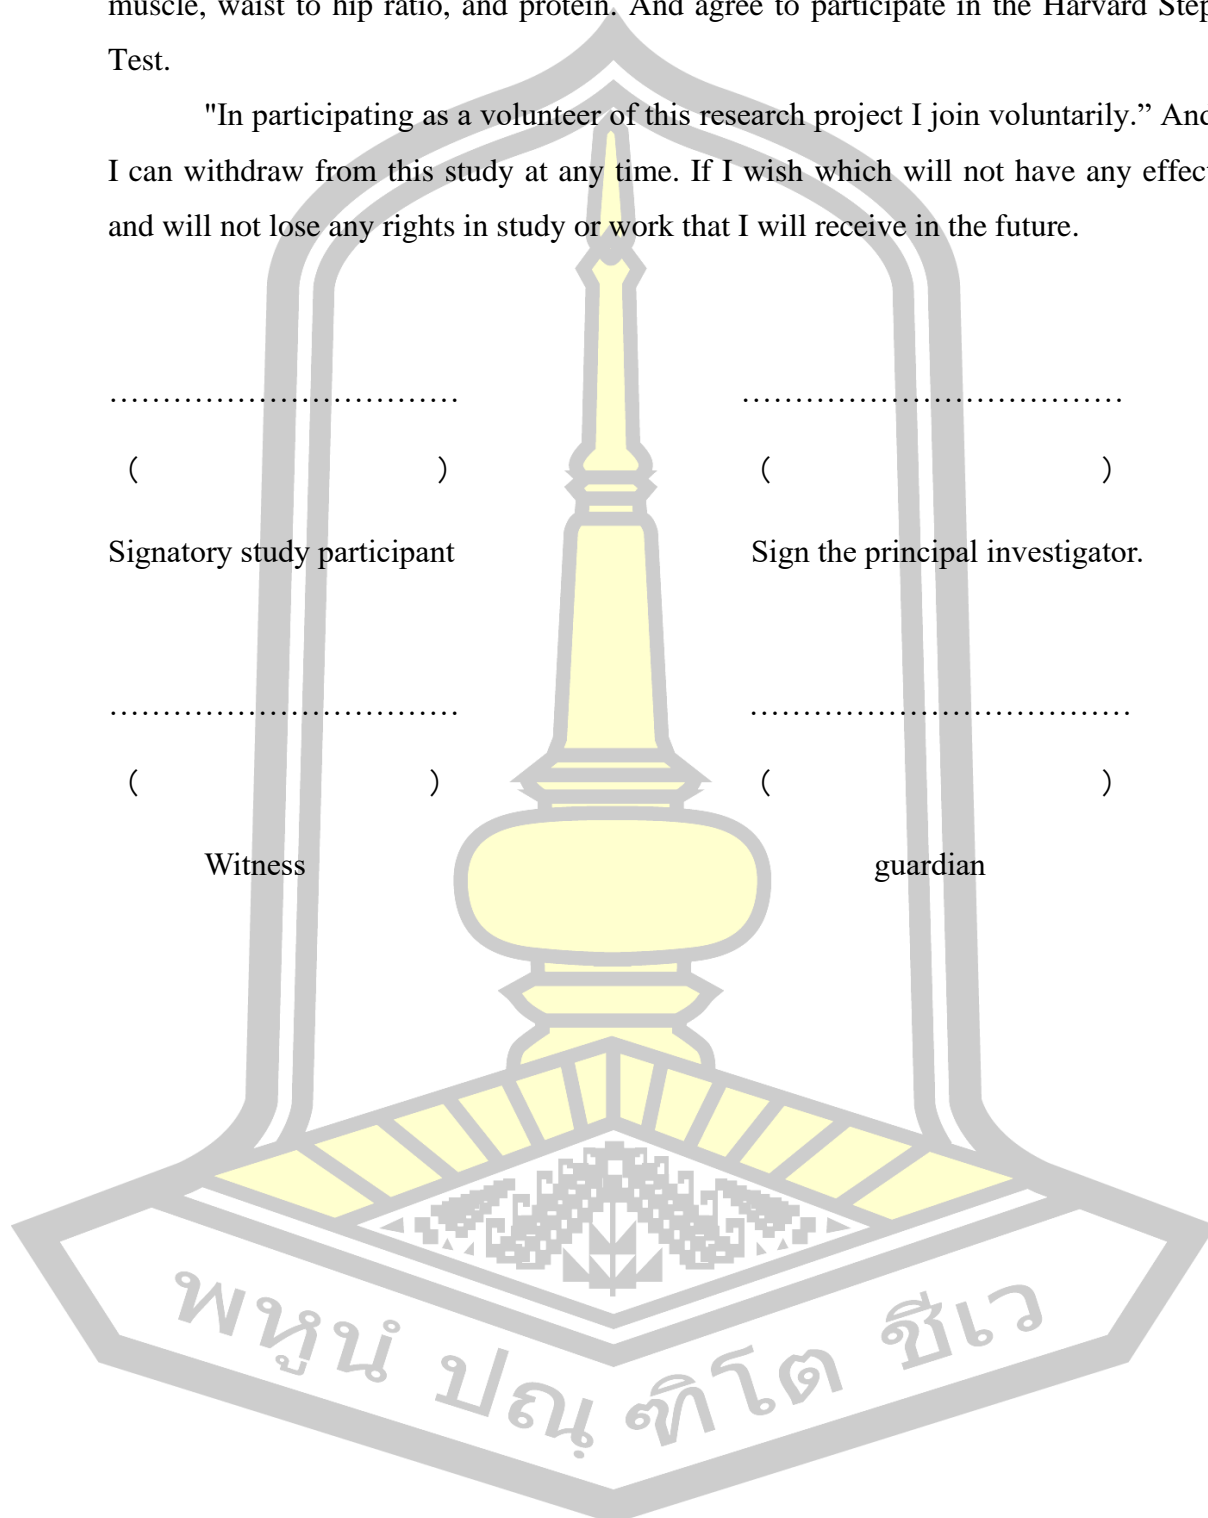 muscle, waist to hip ratio, and protein. And agree to participate in the Harvard Step
Test.
"In participating as a volunteer of this research project I join voluntarily.” And
I can withdraw from this study at any time. If I wish which will not have any effect
and will not lose any rights in study or work that I will receive in the future.
……………………………	………………………………
(	)	(	)
Signatory study participant	Sign the principal investigator.
……………………………	………………………………
(	)	(	)
Witness	guardian
พหูนํ ปณฺฑิโต ชีเว